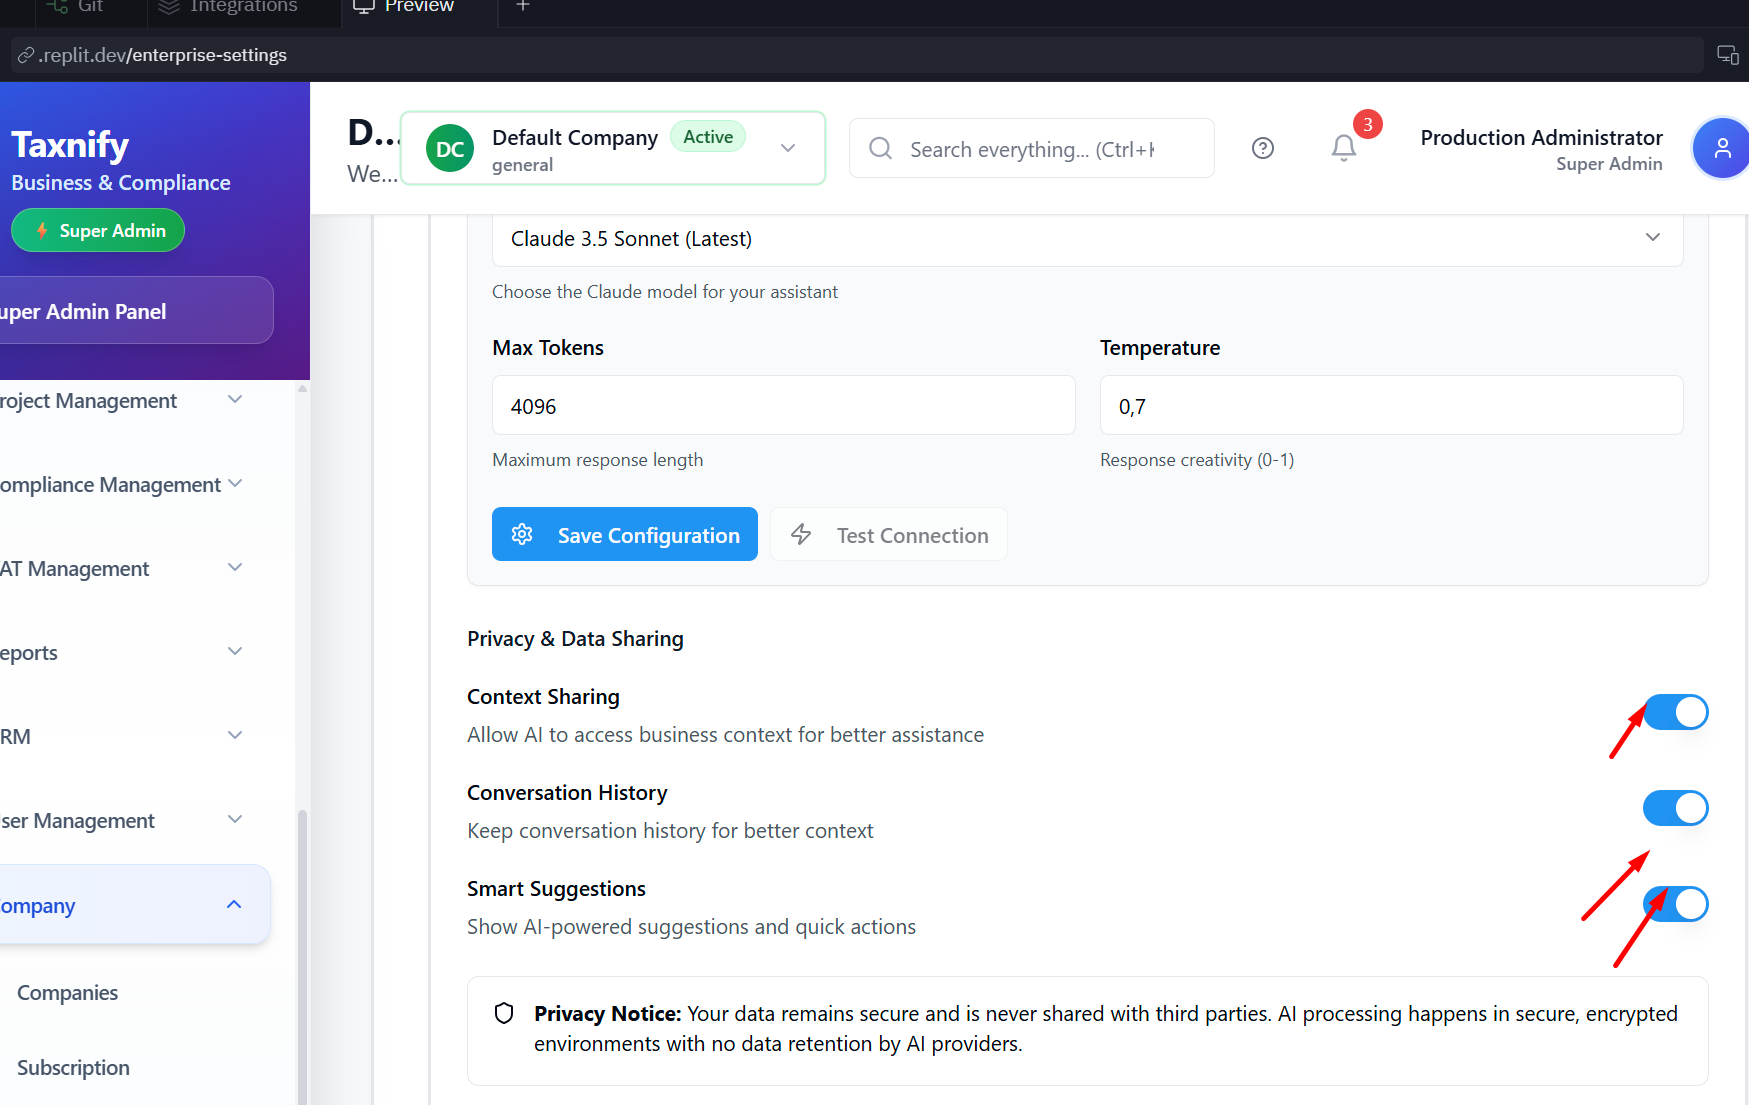 Git
Integrations
Preview
.replit.dev/enterprise-settings
Taxnify
Business & Compliance
Super Admin
uper Admin Panel
roject Management
ompliance Management
AT Management
eports
RM
ser Management
ompany
Companies
Subscription
D...
We...
DC
Default Company
Active
general
Search everything... (Ctrl+K
3
Production Administrator
Super Admin
Claude 3.5 Sonnet (Latest)
Choose the Claude model for your assistant
Max Tokens
Temperature
4096
0,7
Maximum response length
Response creativity (0-1)
Save Configuration
Test Connection
Privacy & Data Sharing
Context Sharing
Allow AI to access business context for better assistance
Conversation History
Keep conversation history for better context
Smart Suggestions
Show AI-powered suggestions and quick actions
Privacy Notice: Your data remains secure and is never shared with third parties. AI processing happens in secure, encrypted
environments with no data retention by AI providers.